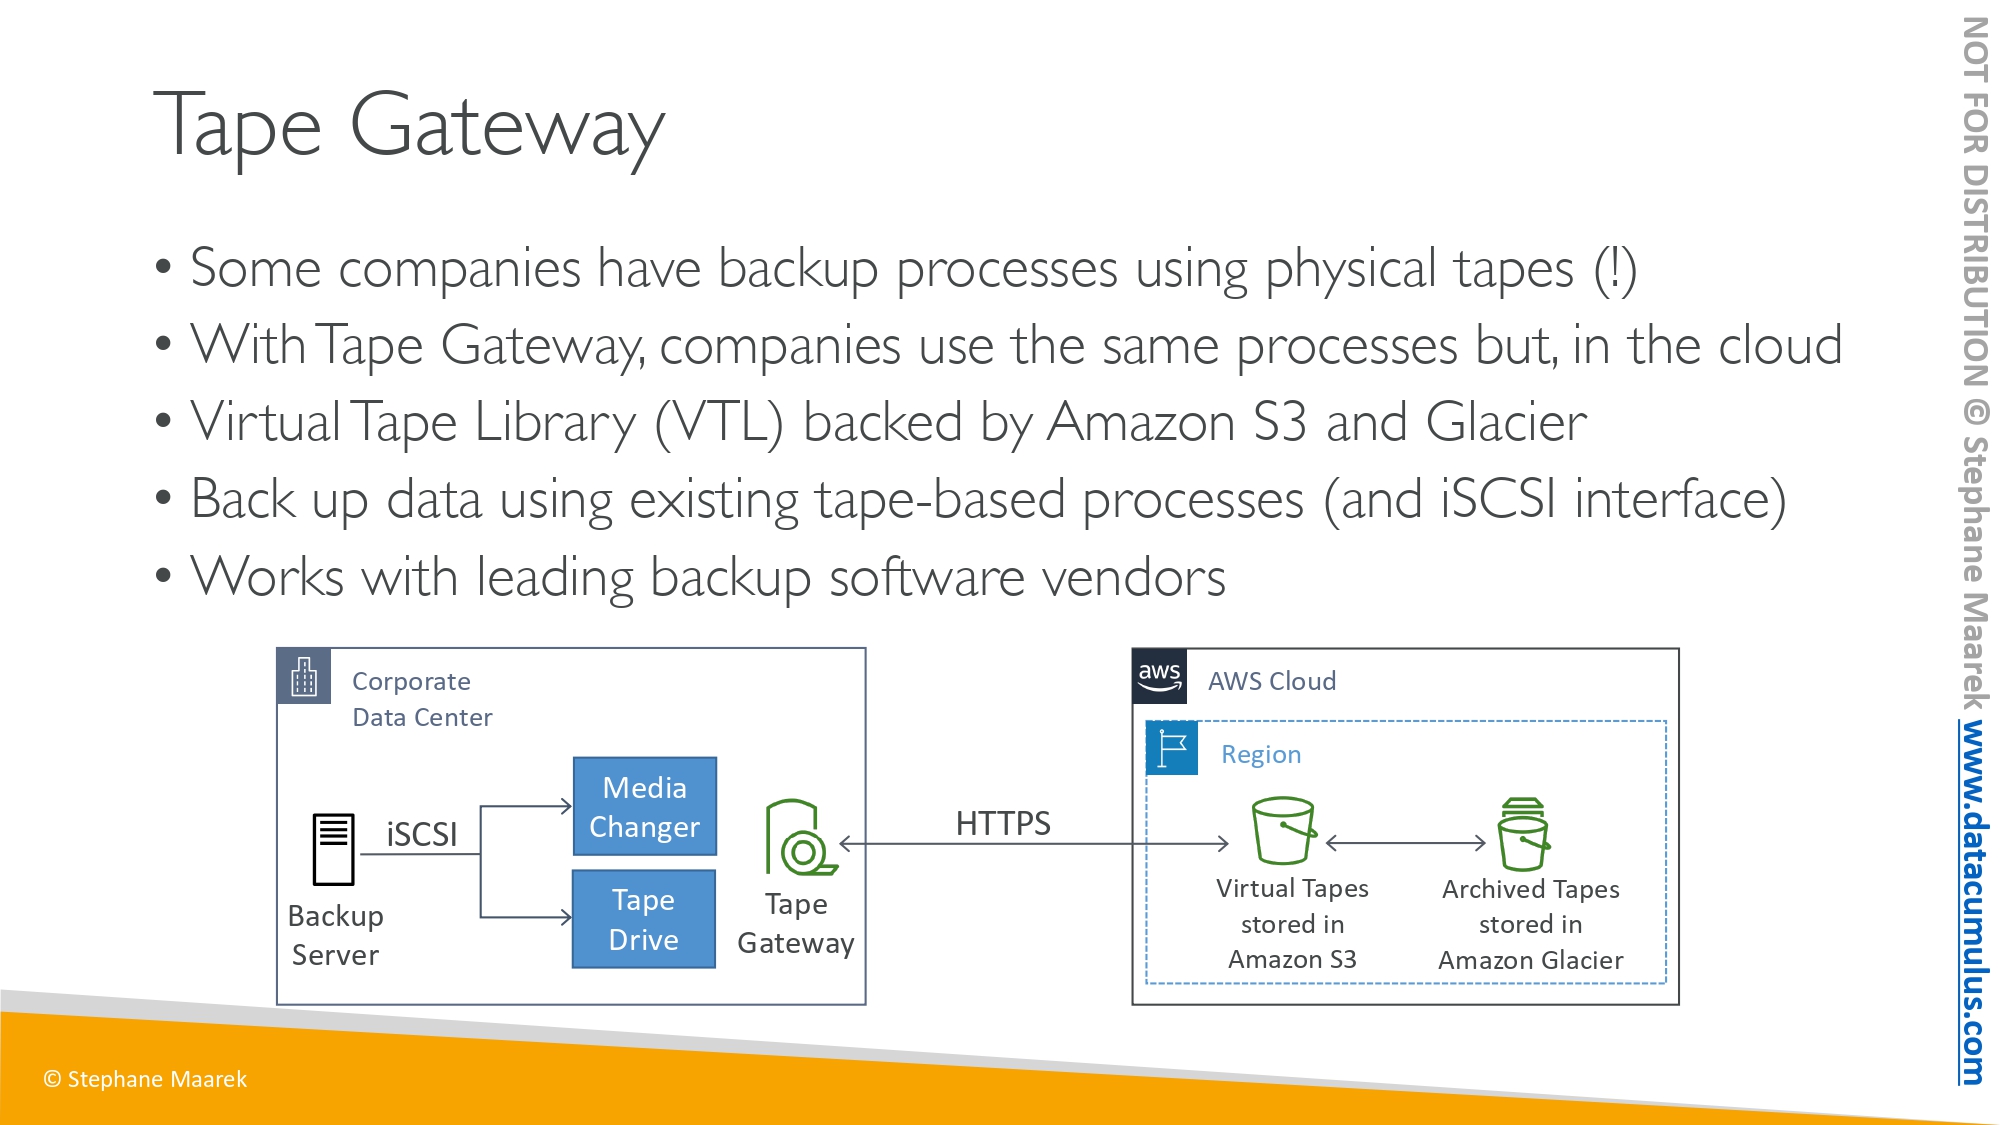 Tape Gateway
• Some companies have backup processes using physical tapes (!)
• With Tape Gateway, companies use the same processes but, in the cloud
• Virtual Tape Library (VTL) backed by Amazon S3 and Glacier
• Back up data using existing tape-based processes (and iSCSI interface)
• Works with leading backup software vendors
Corporate
Data Center
Backup
Server
iSCSI
Media
Changer
Tape
Drive
Tape
Gateway
HTTPS
aws
AWS Cloud
Region
Virtual Tapes
stored in
Amazon S3
Archived Tapes
stored in
Amazon Glacier
© Stephane Maarek
NOT FOR DISTRIBUTION © Stephane Maarek www.datacumulus.com